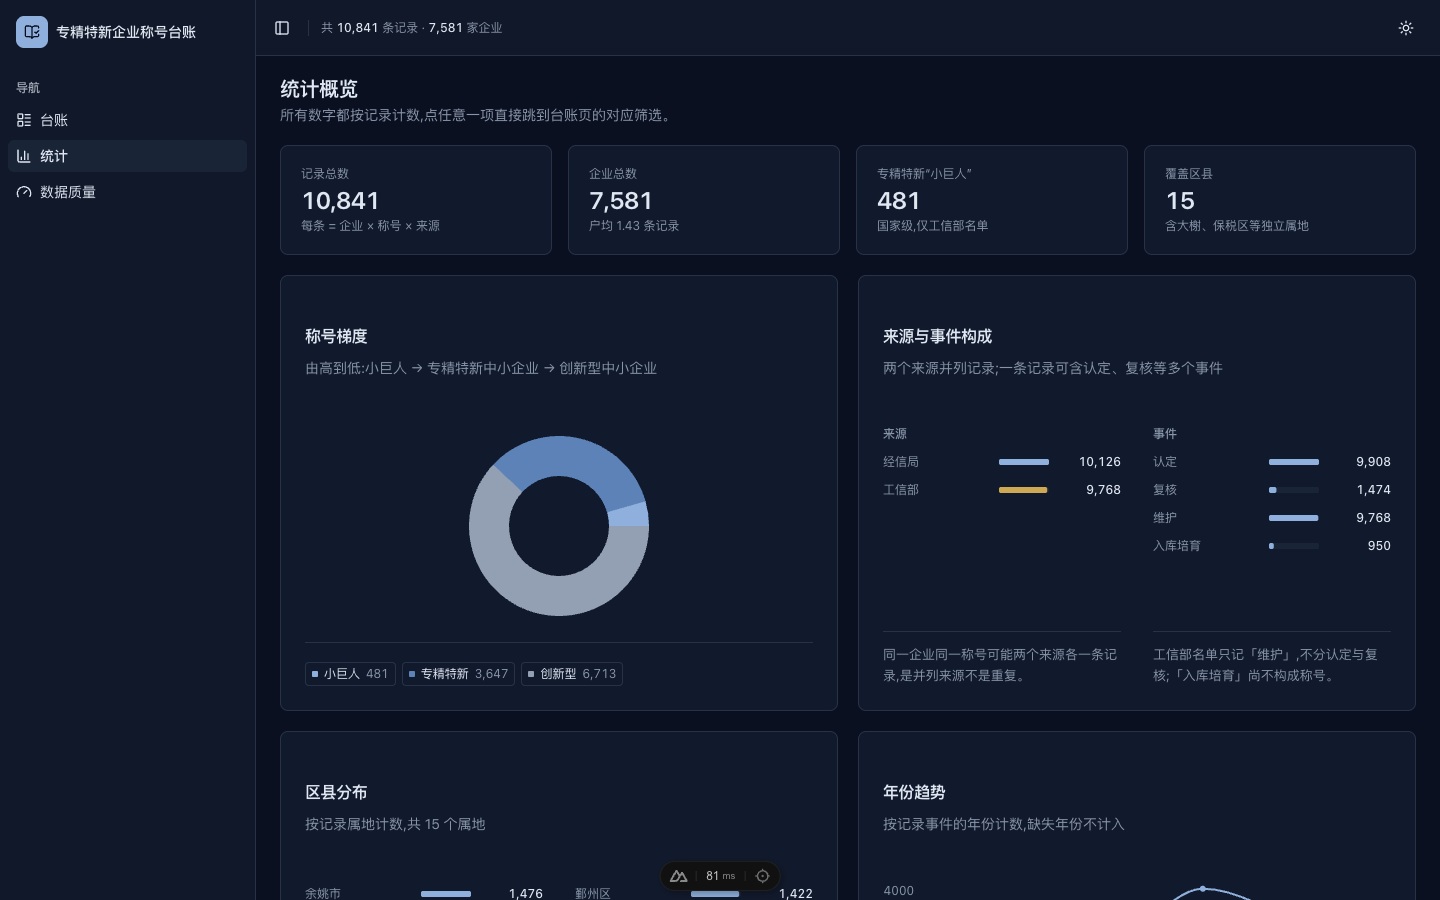 专精特新企业称号台账
共 10,841 条记录 · 7,581 家企业
导航
台账
统计
数据质量
统计概览
所有数字都按记录计数,点任意一项直接跳到台账页的对应筛选。
记录总数
10,841
每条 = 企业 × 称号 × 来源
企业总数
7,581
户均 1.43 条记录
专精特新“小巨人”
481
国家级,仅工信部名单
覆盖区县
15
含大榭、保税区等独立属地
称号梯度
由高到低:小巨人 → 专精特新中小企业 → 创新型中小企业
小巨人 481
专精特新 3,647
创新型 6,713
来源与事件构成
两个来源并列记录;一条记录可含认定、复核等多个事件
来源
经信局 10,126
工信部 9,768
同一企业同一称号可能两个来源各一条记
录,是并列来源不是重复。
事件
认定 9,908
复核 1,474
维护 9,768
入库培育 950
工信部名单只记「维护」,不分认定与复
核;「入库培育」尚不构成称号。
区县分布
按记录属地计数,共 15 个属地
余姚市 1,476
鄞州区 1,422
年份趋势
按记录事件的年份计数,缺失年份不计入
4000
81 ms